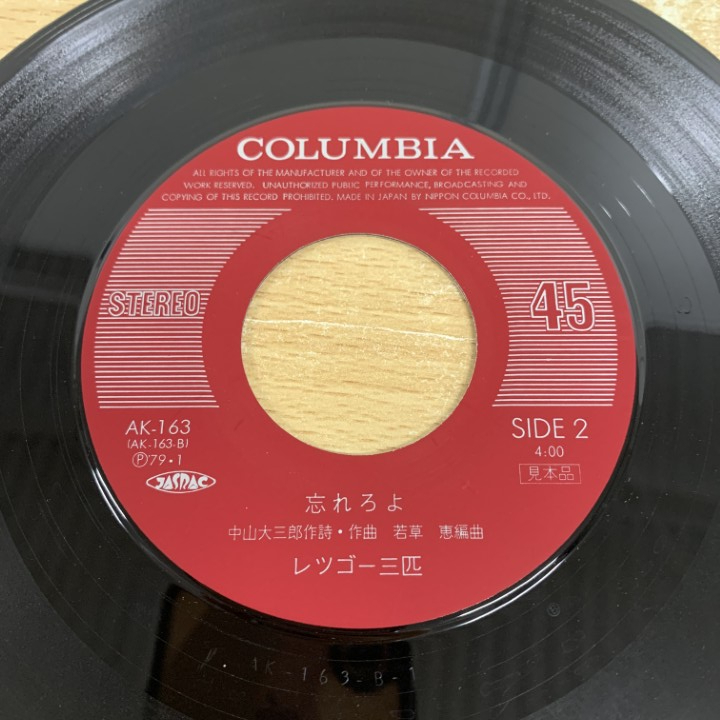 COLUMBIA
ALL RIGHTS OF THE MANUFACTURER AND OF THE OWNER OF THE RECORDED
WORK RESERVED. UNAUTHORIZED PUBLIC PERFORMANCE, BROADCASTING AND
COPYING OF THIS RECORD PROHIBITED. MADE IN JAPAN BY NIPPON COLUMBIA CO., LTD.
STEREO
45
AK-163
(AK-163-B)
Ⓟ79・1
JASRAC
SIDE 2
4:00
見本品
忘れろよ
中山大三郎作詩・作曲 若草 恵編曲
レツゴー三匹
AK-163-B-1